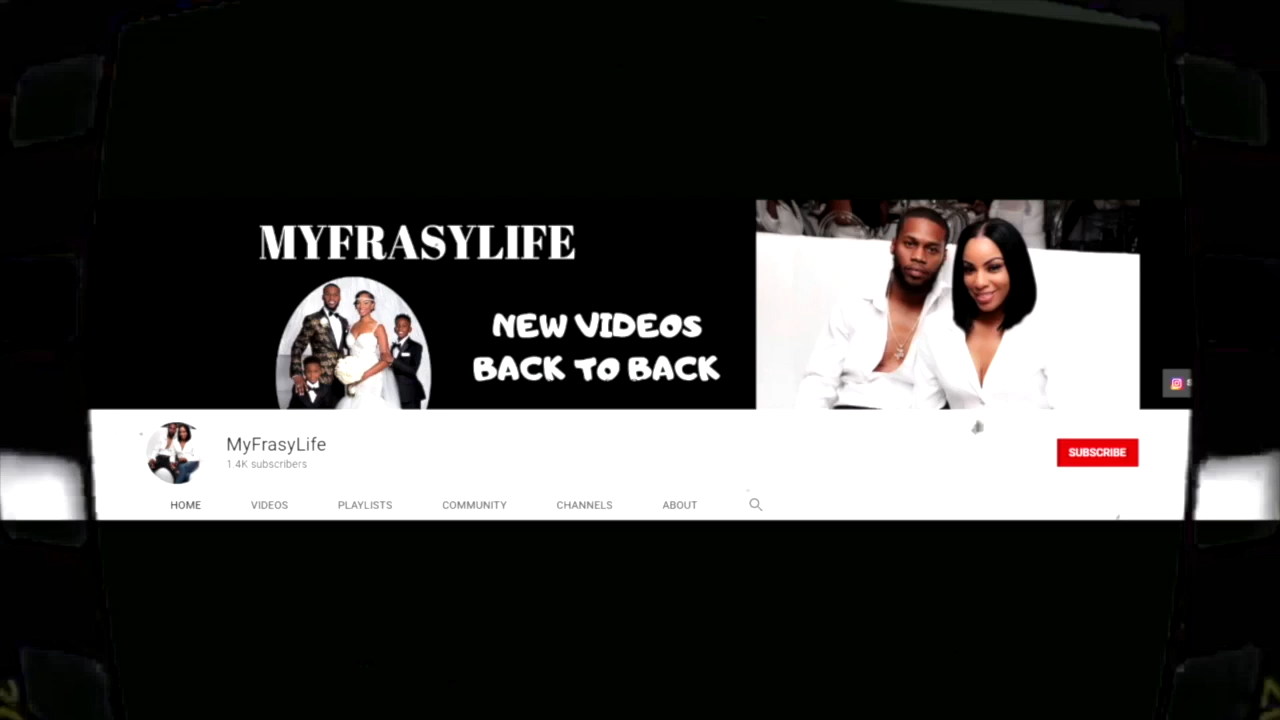 MYFRASYLIFE
NEW VIDEOS
BACK TO BACK
MyFrasyLife
1.4K subscribers
SUBSCRIBE
HOME VIDEOS PLAYLISTS COMMUNITY CHANNELS ABOUT